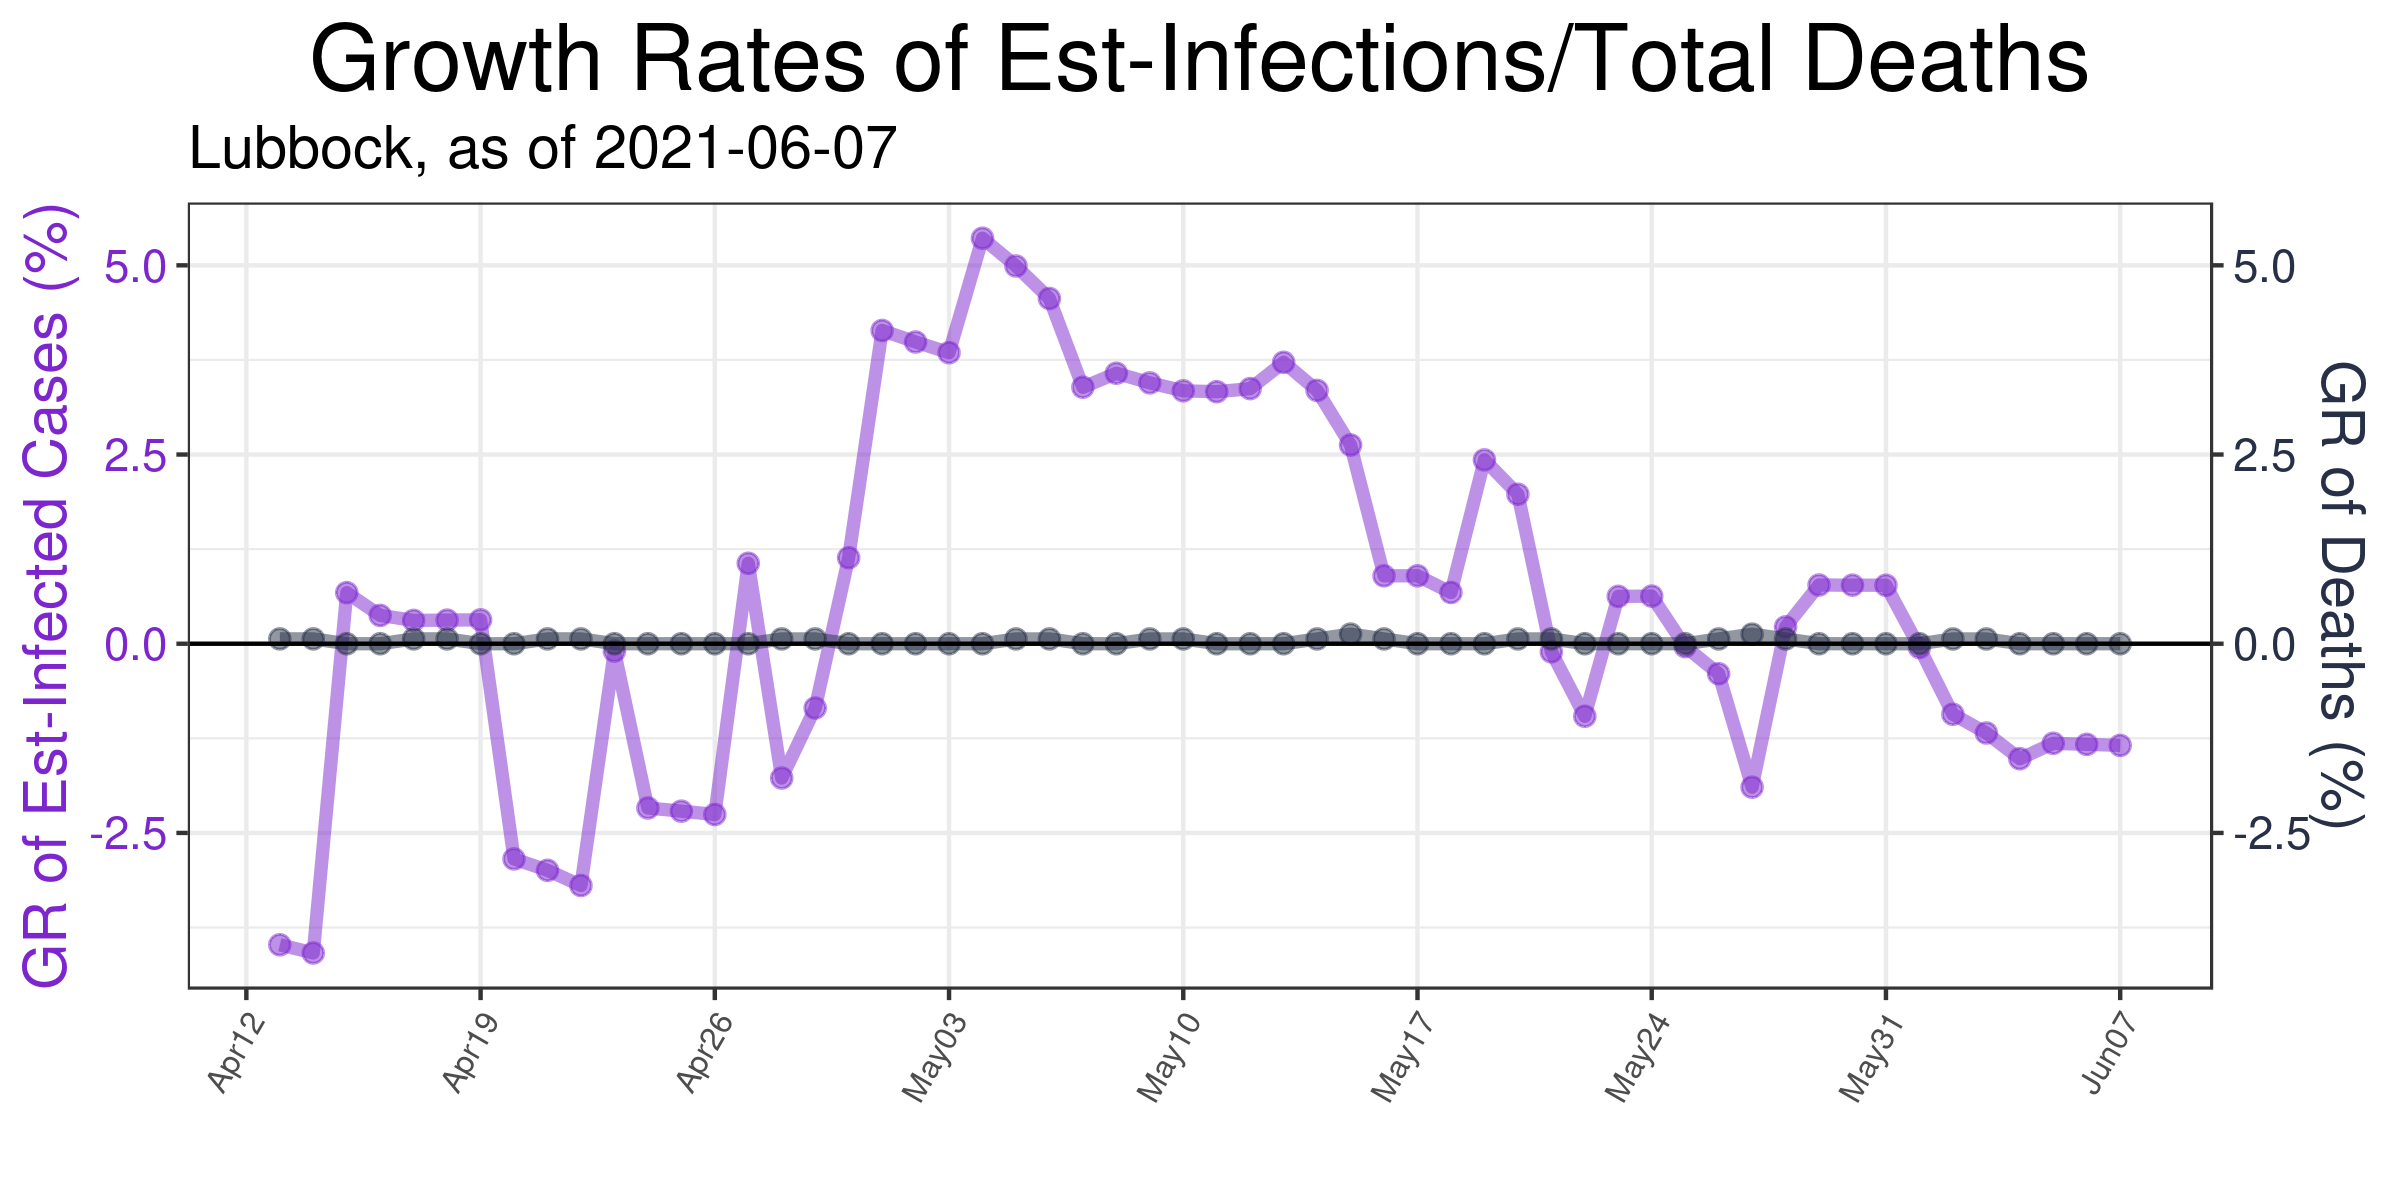 Growth Rates of Est-Infections/Total Deaths
Lubbock, as of 2021-06-07
GR of Est-Infected Cases (%)
5.0
2.5
0.0
-2.5
5.0
2.5
0.0
-2.5
GR of Deaths (%)
Apr12
Apr19
Apr26
May03
May10
May17
May24
May31
Jun07